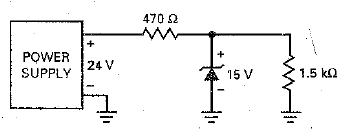 470 Ω
POWER
SUPPLY
+
24 V
−
+
15 V
−
1.5 kΩ